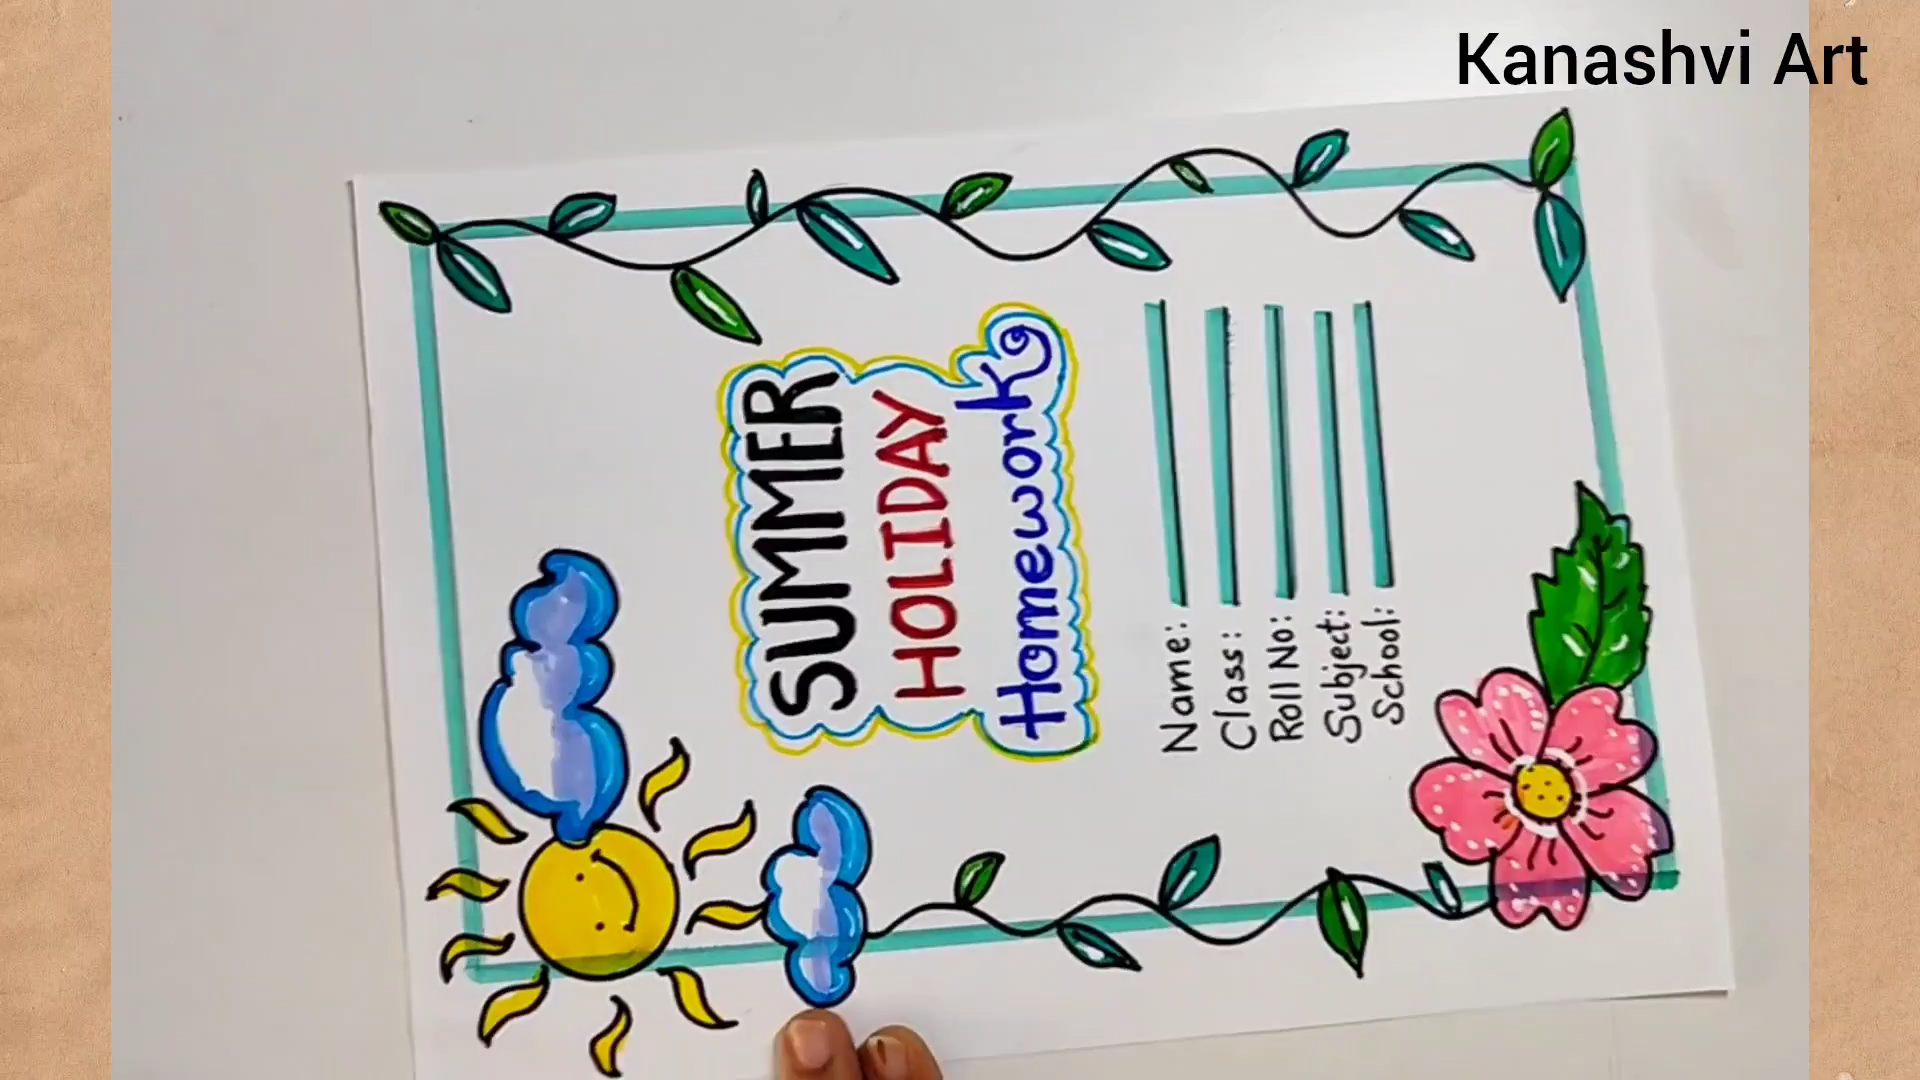 Kanashvi Art
SUMMER
HOLIDAY
Homework
Name:
Class:
Roll No:
Subject:
School: